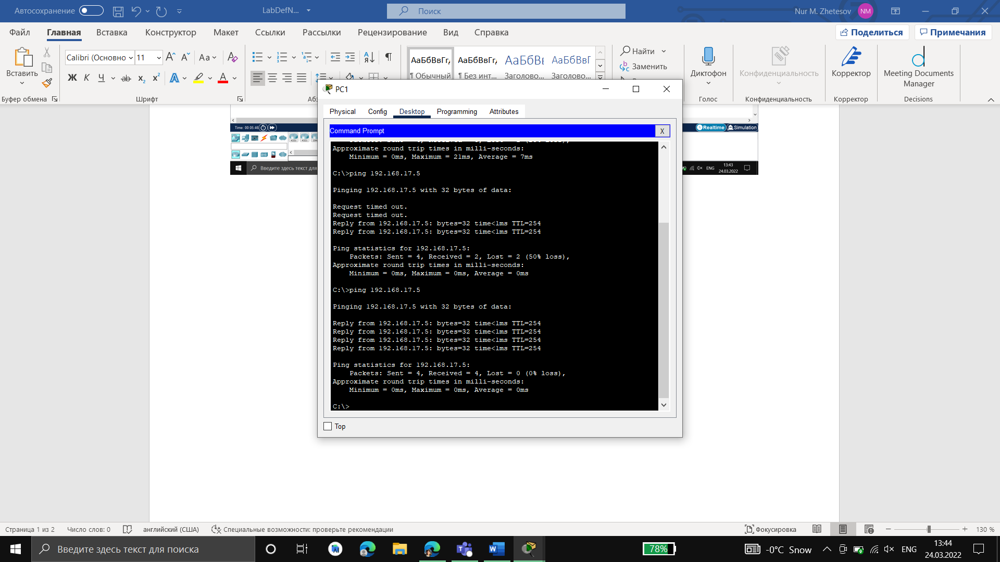 Автосохранение
LabDefN...
Поиск
Nur M. Zhetesov NM
Файл Главная Вставка Конструктор Макет Ссылки Рассылки Рецензирование Вид Справка
Поделиться Примечания
Вставить
Буфер обмена
Calibri (Основно 11
Aa
Ж К Ч ab x₂ x² A A
Шрифт
Абз
АаБбВвГг, АаБбВвГг, АаБбВв АаБбВвГ
¶ Обычный ¶ Без инт... Заголово... Заголово...
Найти
Заменить
Диктофон
Голос
Конфиденциальность
Конфиденциальность
Корректор
Корректор
Meeting Documents
Manager
Decisions
Time: 00:05:46
Realtime Simulation
4331 4321
Введите здесь текст для
ENG
13:43
24.03.2022
PC1
Physical Config Desktop Programming Attributes
Command Prompt X
Approximate round trip times in milli-seconds:
Minimum = 0ms, Maximum = 21ms, Average = 7ms
C:\>ping 192.168.17.5
Pinging 192.168.17.5 with 32 bytes of data:
Request timed out.
Request timed out.
Reply from 192.168.17.5: bytes=32 time<1ms TTL=254
Reply from 192.168.17.5: bytes=32 time<1ms TTL=254
Ping statistics for 192.168.17.5:
Packets: Sent = 4, Received = 2, Lost = 2 (50% loss),
Approximate round trip times in milli-seconds:
Minimum = 0ms, Maximum = 0ms, Average = 0ms
C:\>ping 192.168.17.5
Pinging 192.168.17.5 with 32 bytes of data:
Reply from 192.168.17.5: bytes=32 time<1ms TTL=254
Reply from 192.168.17.5: bytes=32 time<1ms TTL=254
Reply from 192.168.17.5: bytes=32 time<1ms TTL=254
Reply from 192.168.17.5: bytes=32 time<1ms TTL=254
Ping statistics for 192.168.17.5:
Packets: Sent = 4, Received = 4, Lost = 0 (0% loss),
Approximate round trip times in milli-seconds:
Minimum = 0ms, Maximum = 0ms, Average = 0ms
C:\>
Top
Страница 1 из 2 Число слов: 0 английский (США) Специальные возможности: проверьте рекомендации
Фокусировка 130 %
Введите здесь текст для поиска
78%
-0°C Snow
ENG
13:44
24.03.2022